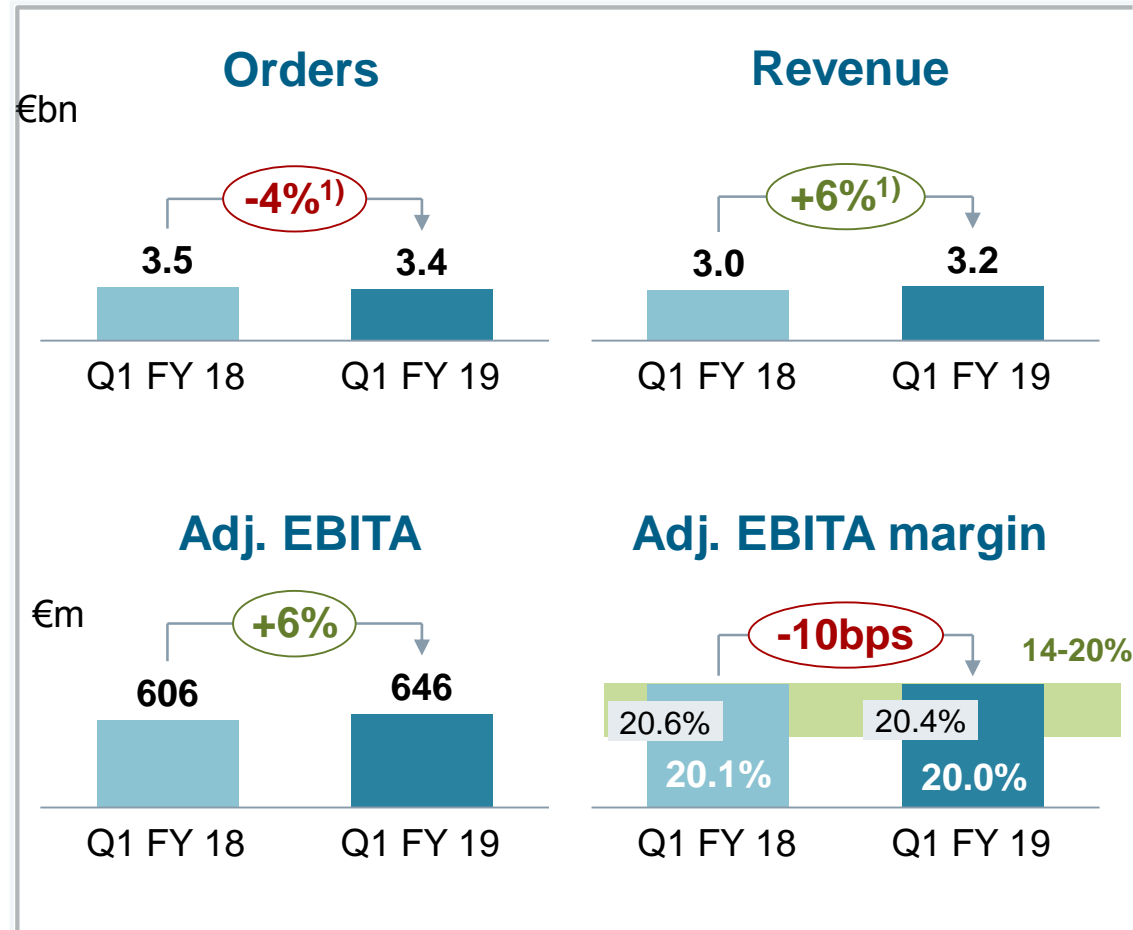 Orders
€bn
-4%1)
3.5
3.4
Q1 FY 18
Q1 FY 19
Revenue
+6%1)
3.0
3.2
Q1 FY 18
Q1 FY 19
Adj. EBITA
€m
+6%
606
646
Q1 FY 18
Q1 FY 19
Adj. EBITA margin
-10bps
14-20%
20.6%
20.4%
20.1%
20.0%
Q1 FY 18
Q1 FY 19